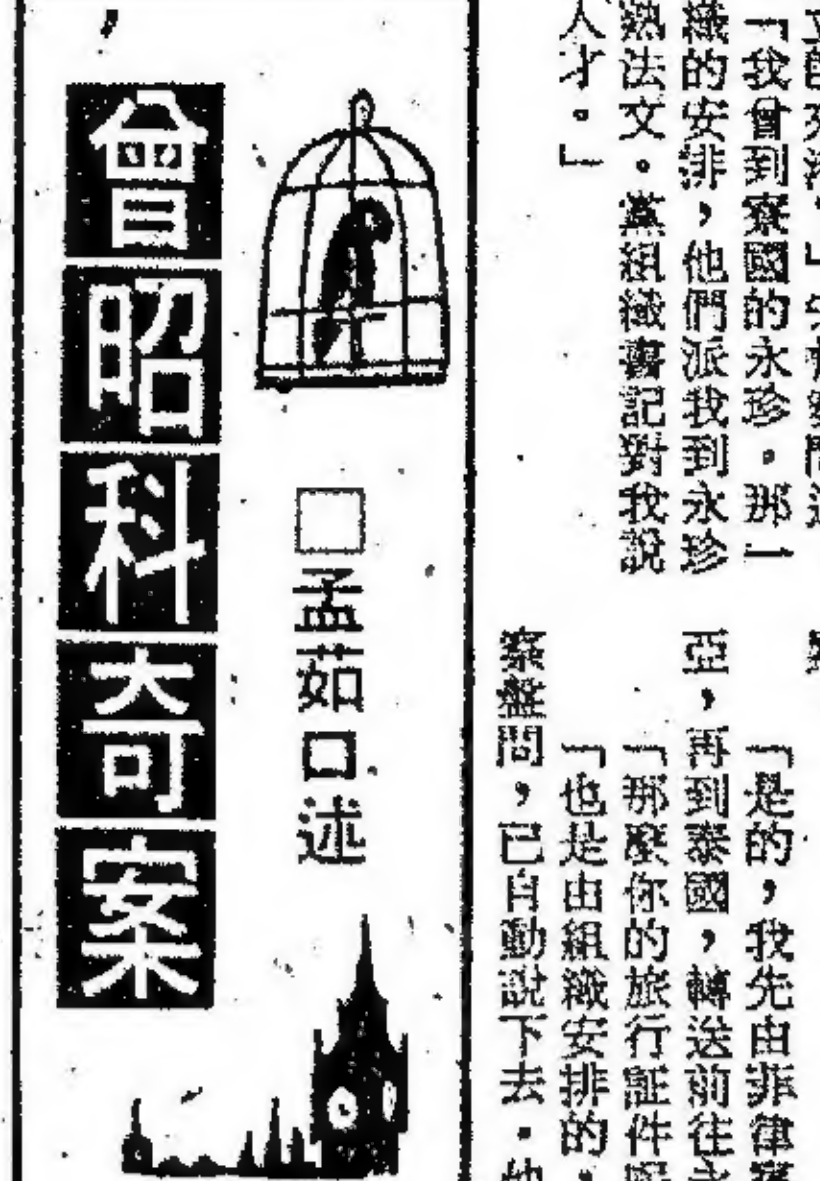 「我曾到寮國的永珍。那一
織的安排，他們派我到永珍
熟法文。黨組織書記對我說
人才。」
「是的，我先由菲律賓
亞，再到泰國，轉送前往永
「那麼你的旅行証件呢
「也是由組織安排的，
察盤問，已自動說下去。他
□孟茹口述
曾昭科奇案